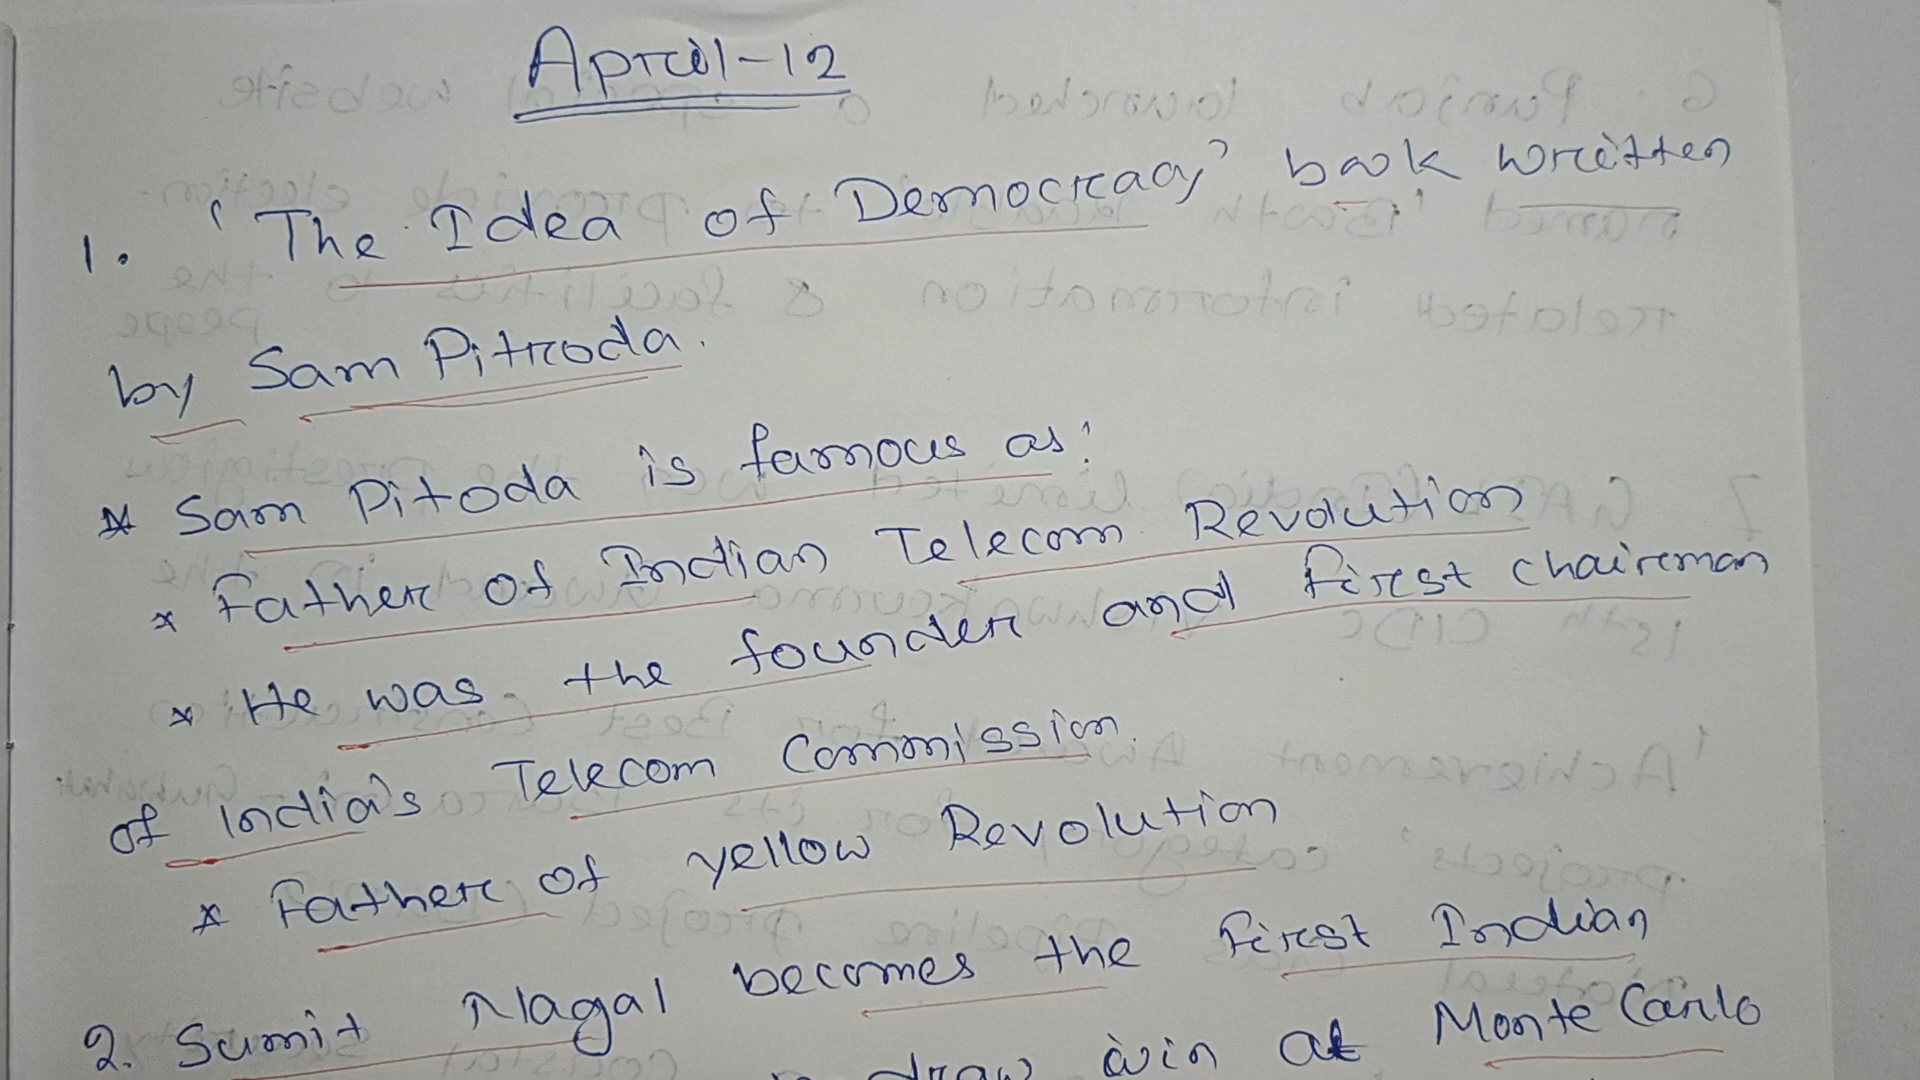 April-12
1. 'The Idea of Democracy' book written
by Sam Pitroda.
* Sam Pitoda is famous as:
* Father of Indian Telecom Revolution
* He was the founder and first chairman
of India's Telecom Commission.
* Father of yellow Revolution
2. Sumit Nagal becomes the first Indian
draw win at Monte Carlo